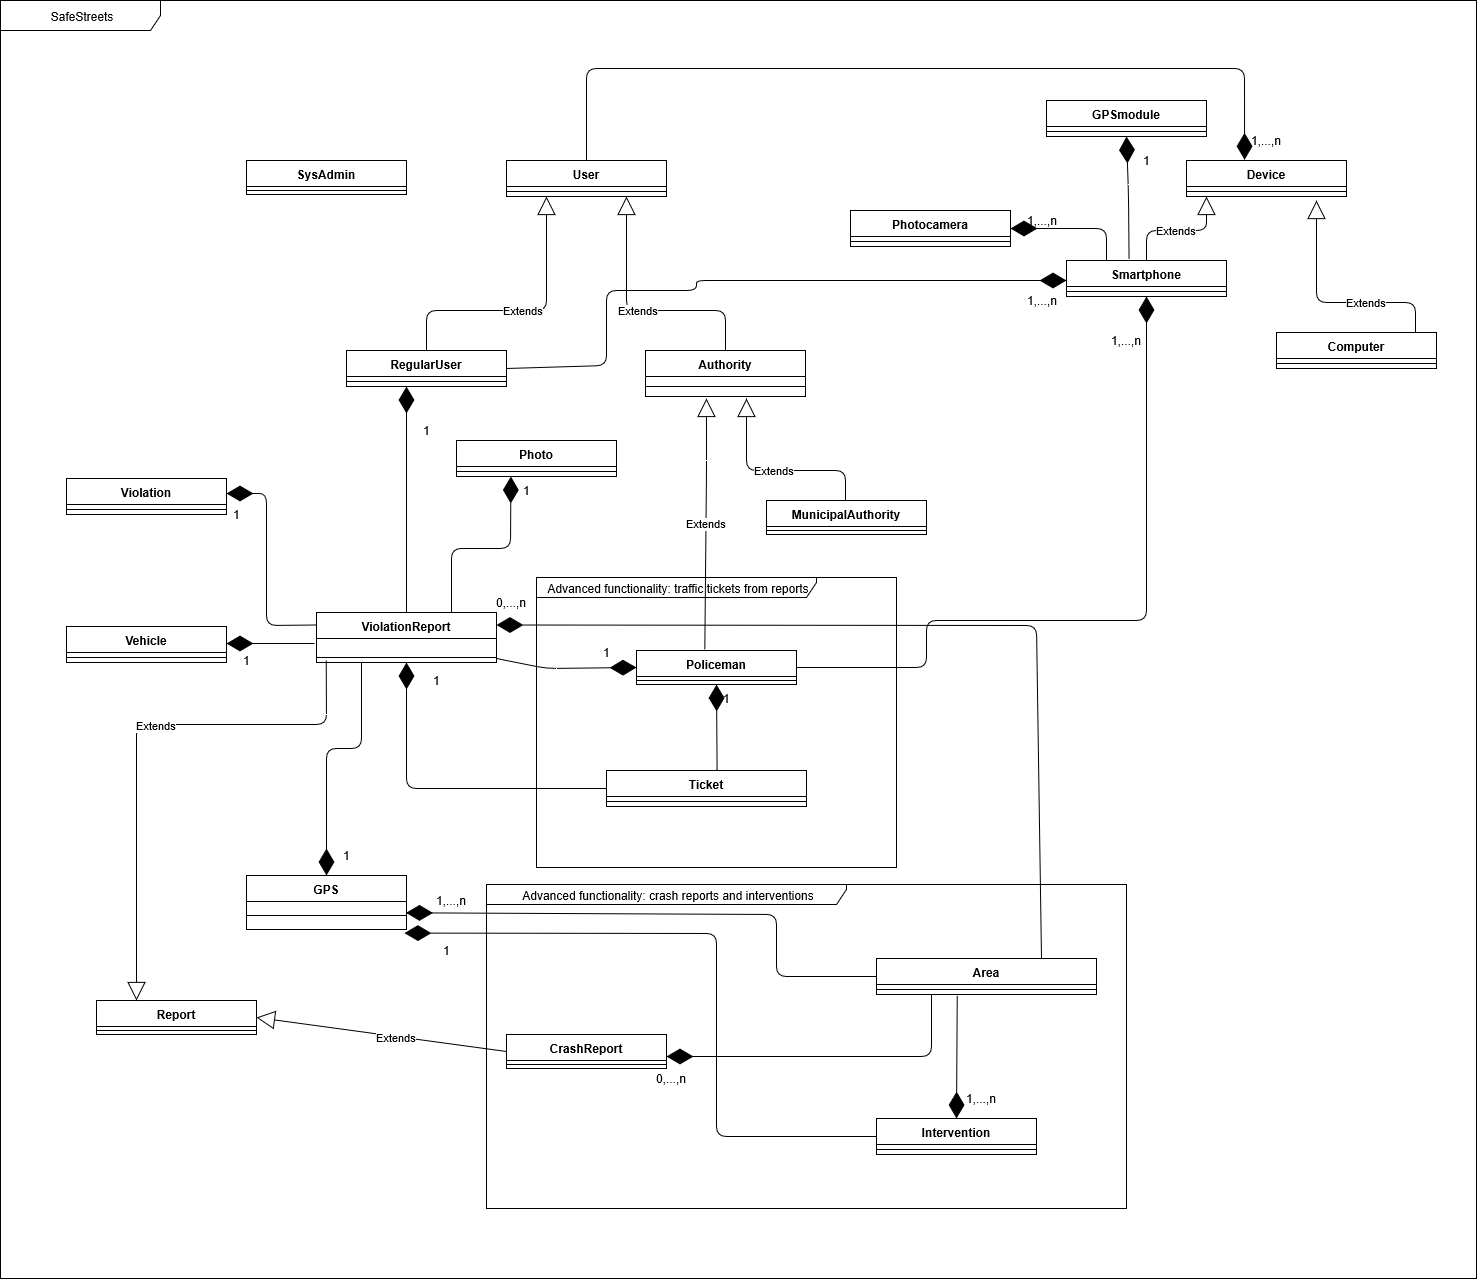 SafeStreets
GPSmodule
1,...,n
1
SysAdmin
User
Device
Photocamera
1,...,n
Extends
Smartphone
1,...,n
Extends
Extends
Extends
1,...,n
Computer
RegularUser
Authority
1
Photo
Extends
Violation
1
1
MunicipalAuthority
Extends
Advanced functionality: traffic tickets from reports
0,...,n
ViolationReport
Vehicle
1
1
Policeman
1
1
Extends
Ticket
1
GPS
1,...,n
Advanced functionality: crash reports and interventions
1
Area
Report
Extends
CrashReport
0,...,n
1,...,n
Intervention